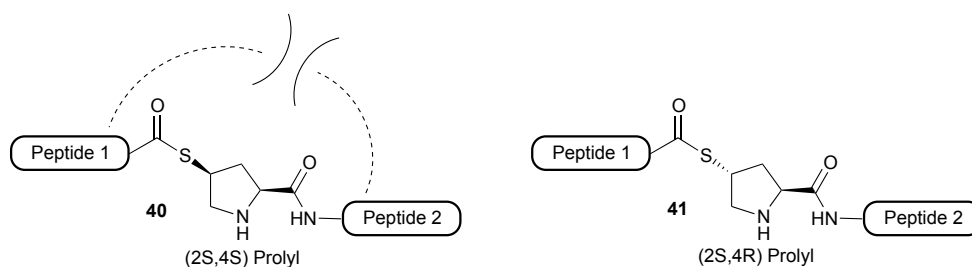 O
Peptide 1
S
O
40
N
H
HN
Peptide 2
(2S,4S) Prolyl
O
Peptide 1
S
O
41
N
H
HN
Peptide 2
(2S,4R) Prolyl